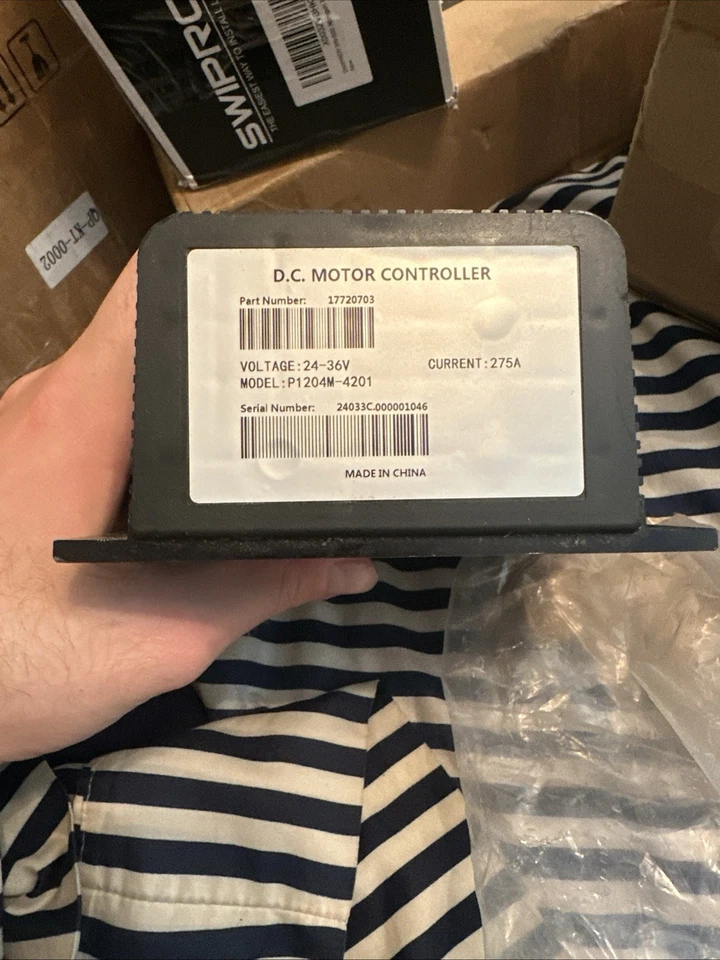 SWIPRO
THE EASIEST WAY TO INSTALL
QP-KT-0002
D.C. MOTOR CONTROLLER
Part Number: 17720703
VOLTAGE:24-36V CURRENT:275A
MODEL:P1204M-4201
Serial Number: 24033C.000001046
MADE IN CHINA